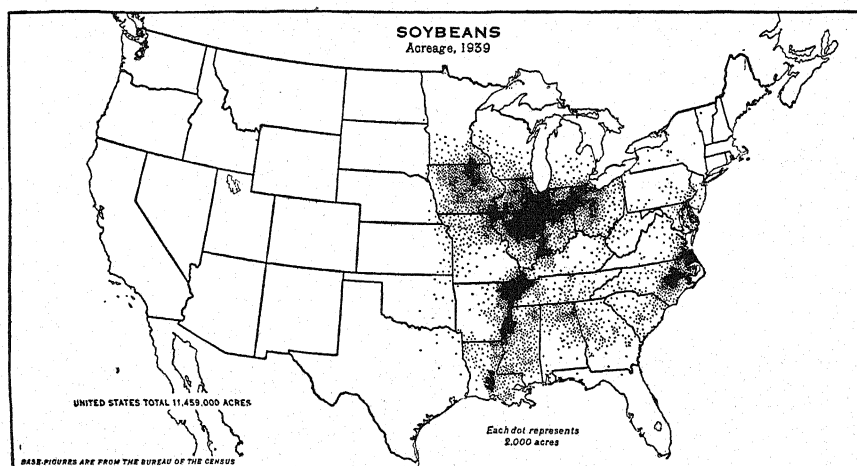 SOYBEANS
Acreage, 1939
UNITED STATES TOTAL 11,459,000 ACRES
Each dot represents
2,000 acres
BASE-FIGURES ARE FROM THE BUREAU OF THE CENSUS